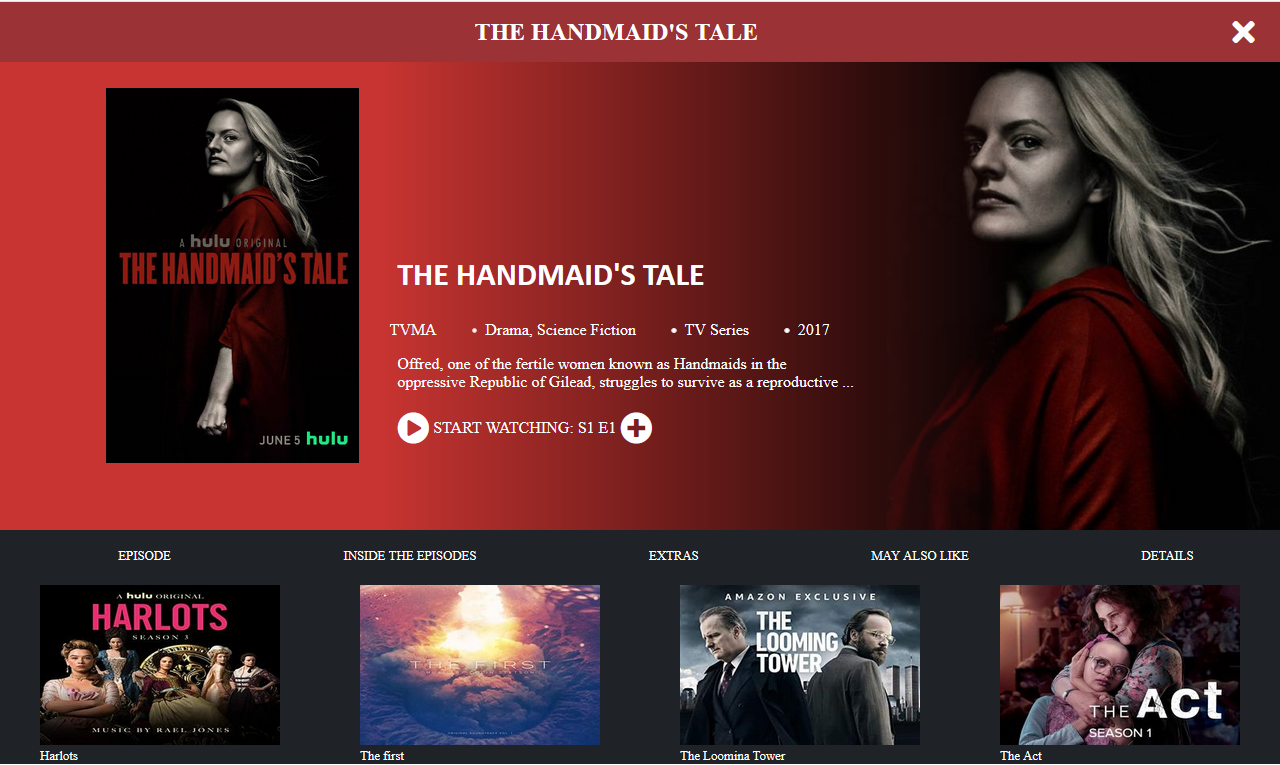 THE HANDMAID'S TALE
A hulu ORIGINAL
THE HANDMAID'S TALE
JUNE 5 hulu
THE HANDMAID'S TALE
TVMA • Drama, Science Fiction • TV Series • 2017
Offred, one of the fertile women known as Handmaids in the
oppressive Republic of Gilead, struggles to survive as a reproductive ...
START WATCHING: S1 E1
EPISODE
INSIDE THE EPISODES
EXTRAS
MAY ALSO LIKE
DETAILS
A hulu ORIGINAL
HARLOTS
SEASON 3
MUSIC BY RAEL JONES
Harlots
THE FIRST
The first
AMAZON EXCLUSIVE
THE
LOOMING
TOWER
The Looming Tower
THE ACT
SEASON 1
The Act